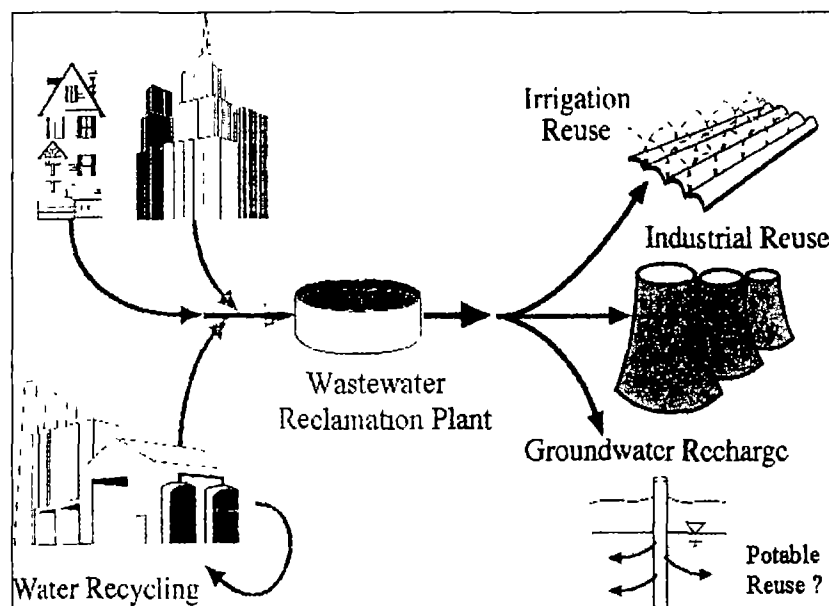 Irrigation
Reuse
Industrial Reuse
Wastewater
Reclamation Plant
Groundwater Recharge
Water Recycling
Potable
Reuse ?